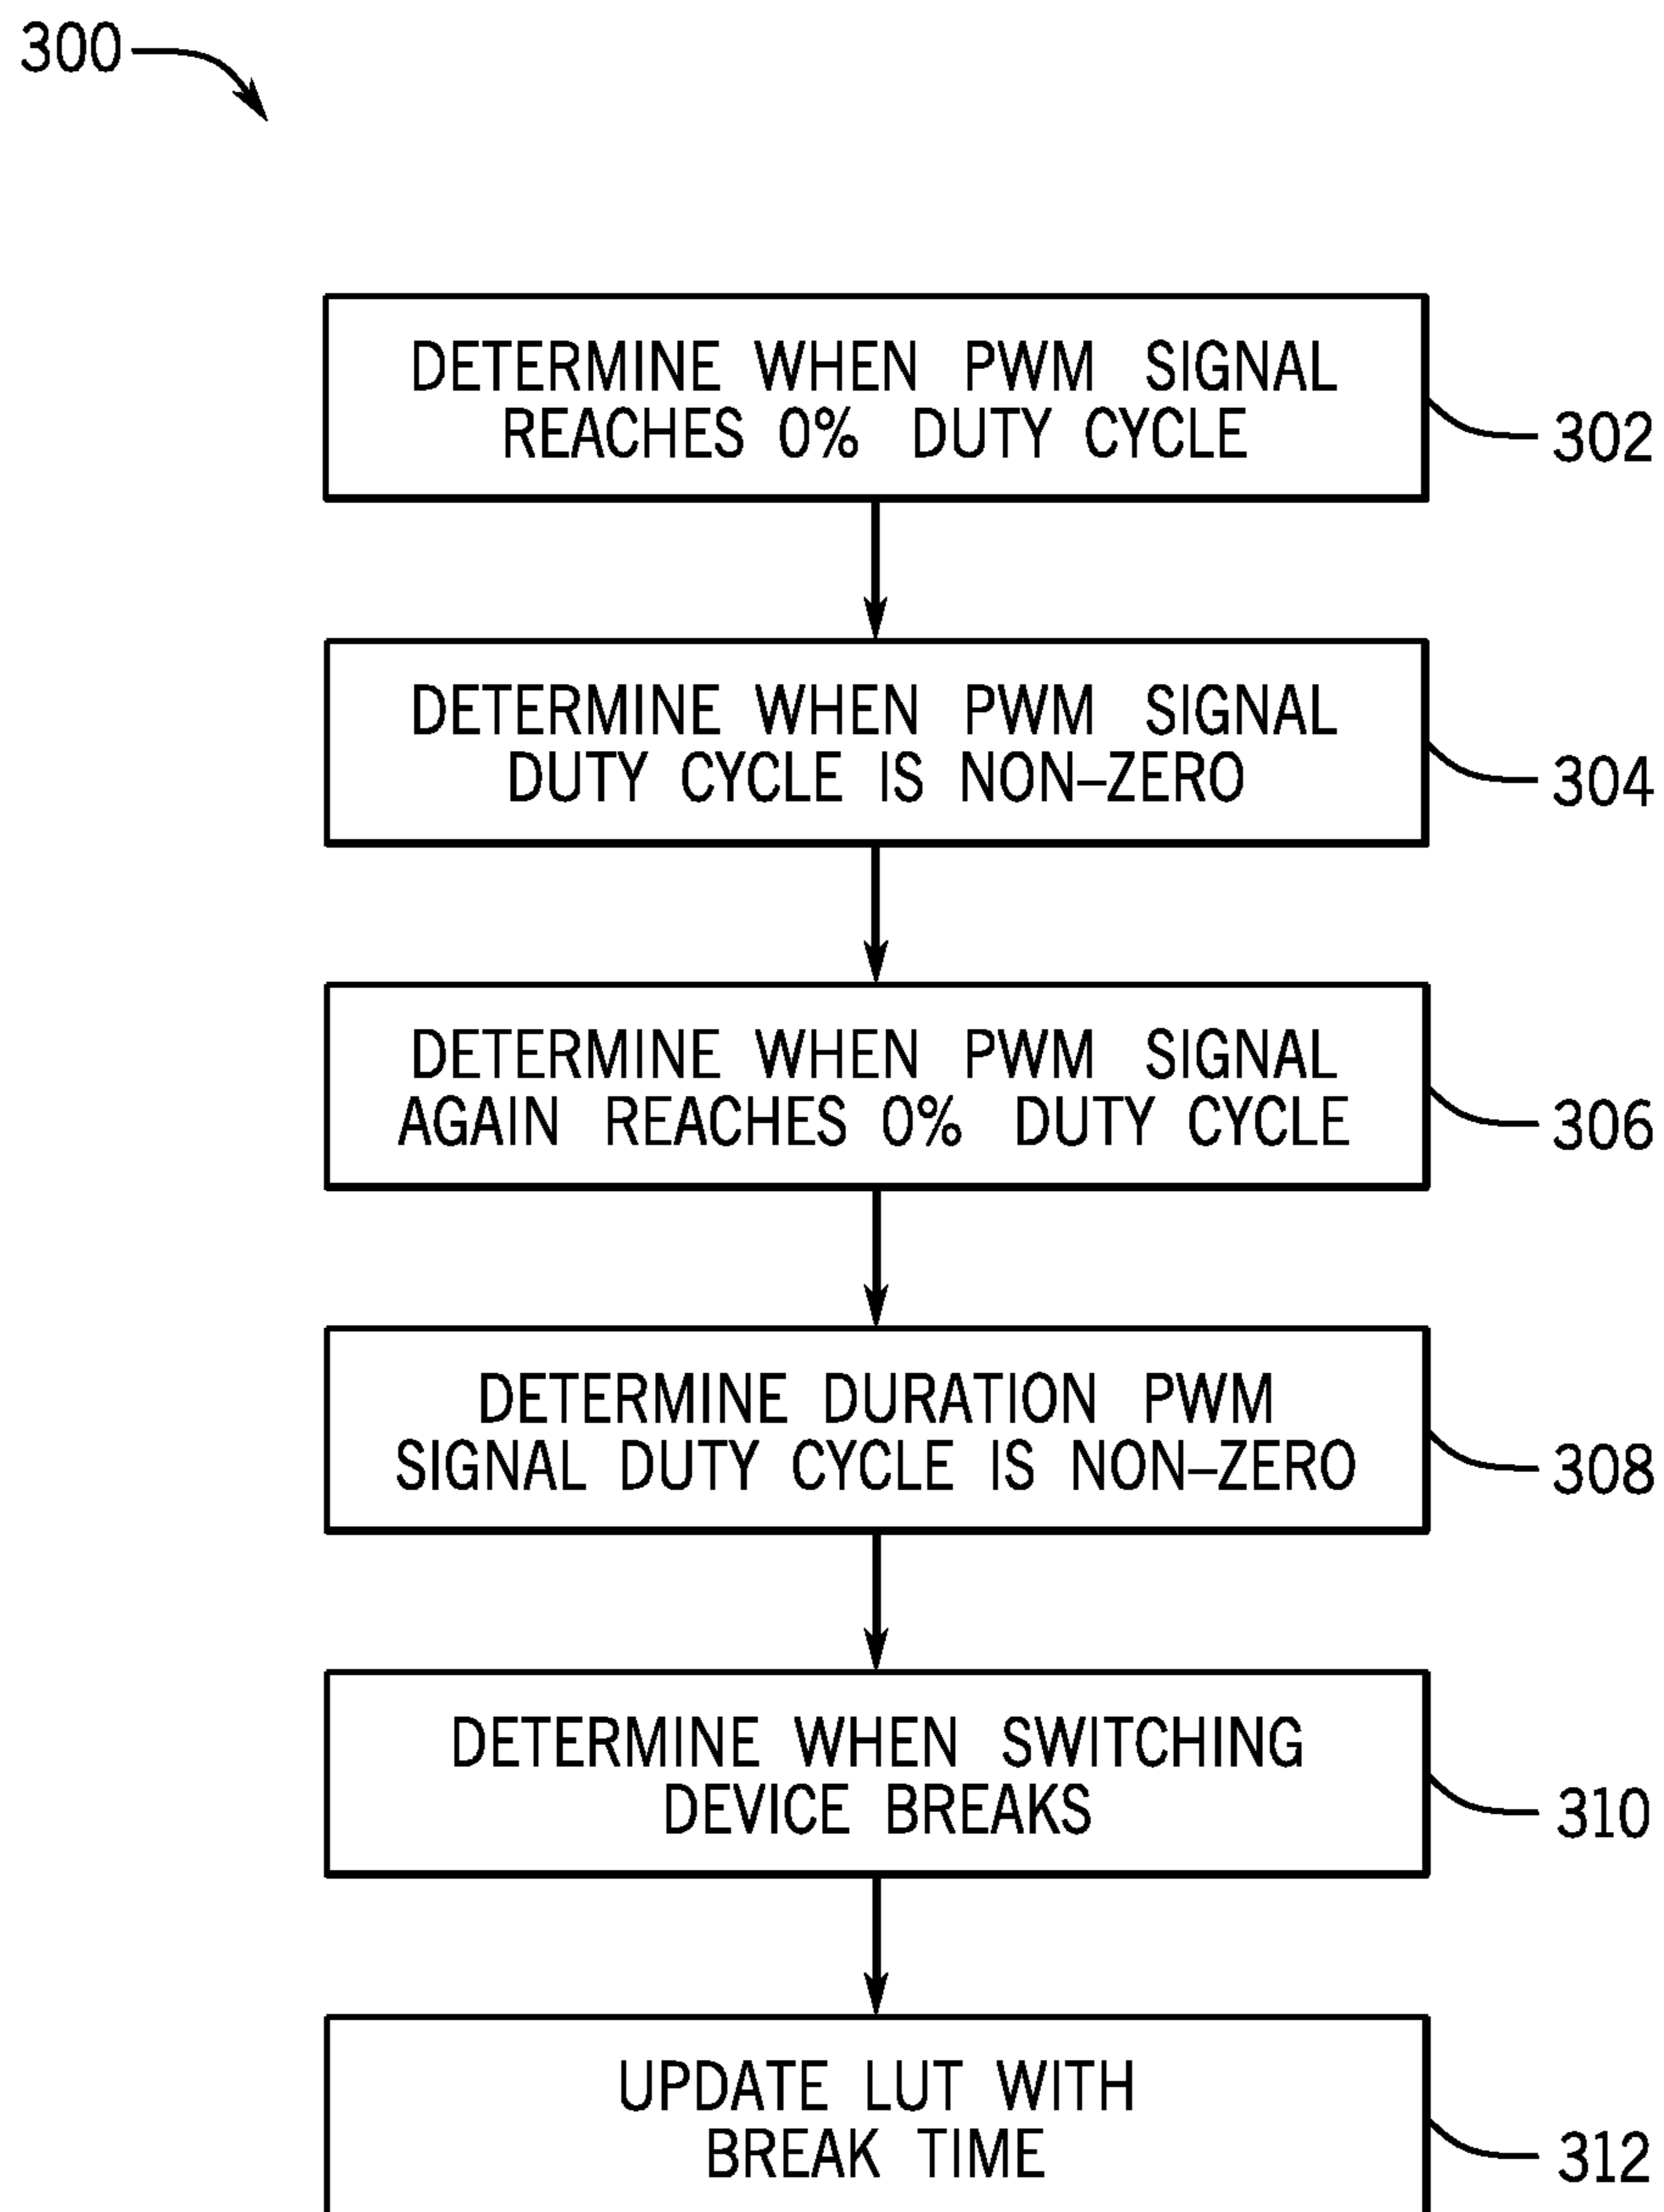 300
DETERMINE WHEN PWM SIGNAL
REACHES 0% DUTY CYCLE
302
DETERMINE WHEN PWM SIGNAL
DUTY CYCLE IS NON–ZERO
304
DETERMINE WHEN PWM SIGNAL
AGAIN REACHES 0% DUTY CYCLE
306
DETERMINE DURATION PWM
SIGNAL DUTY CYCLE IS NON–ZERO
308
DETERMINE WHEN SWITCHING
DEVICE BREAKS
310
UPDATE LUT WITH
BREAK TIME
312